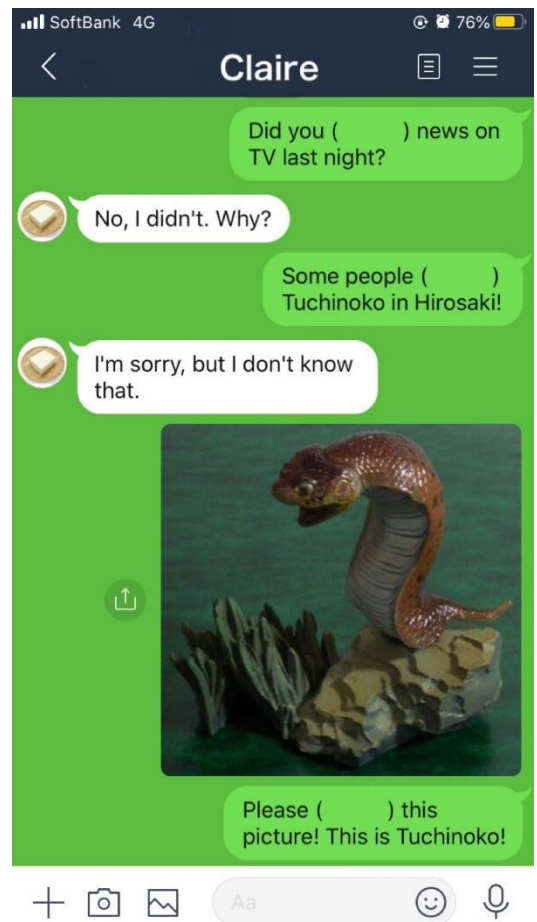 SoftBank 4G 76%
Claire
Did you ( ) news on
TV last night?
No, I didn't. Why?
Some people ( )
Tuchinoko in Hirosaki!
I'm sorry, but I don't know
that.
Please ( ) this
picture! This is Tuchinoko!
Aa